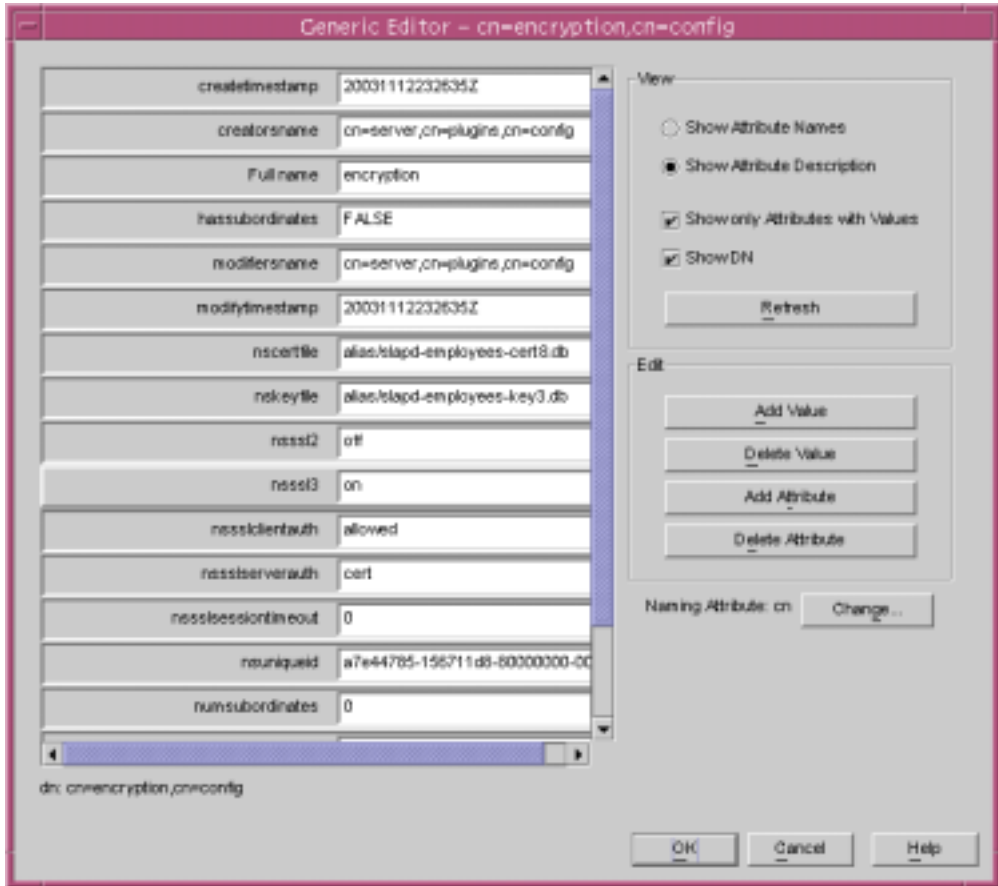 Generic Editor – cn=encryption,cn=config
createtimestamp 20031112232635Z
creatorsname cn=server,cn=plugins,cn=config
Full name encryption
hassubordinates FALSE
modifiersname cn=server,cn=plugins,cn=config
modifytimestamp 20031112232635Z
nscertfile alias/slapd-employees-cert8.db
nskeyfile alias/slapd-employees-key3.db
nsssl2 off
nsssl3 on
nssslclientauth allowed
nssslserverauth cert
nssslsessiontimeout 0
nsuniqueid a7e44785-156711d8-80000000-00
numsubordinates 0
dn: cn=encryption,cn=config
View
Show Attribute Names
Show Attribute Description
Show only Attributes with Values
Show DN
Refresh
Edit
Add Value
Delete Value
Add Attribute
Delete Attribute
Naming Attribute: cn
Change...
OK
Cancel
Help